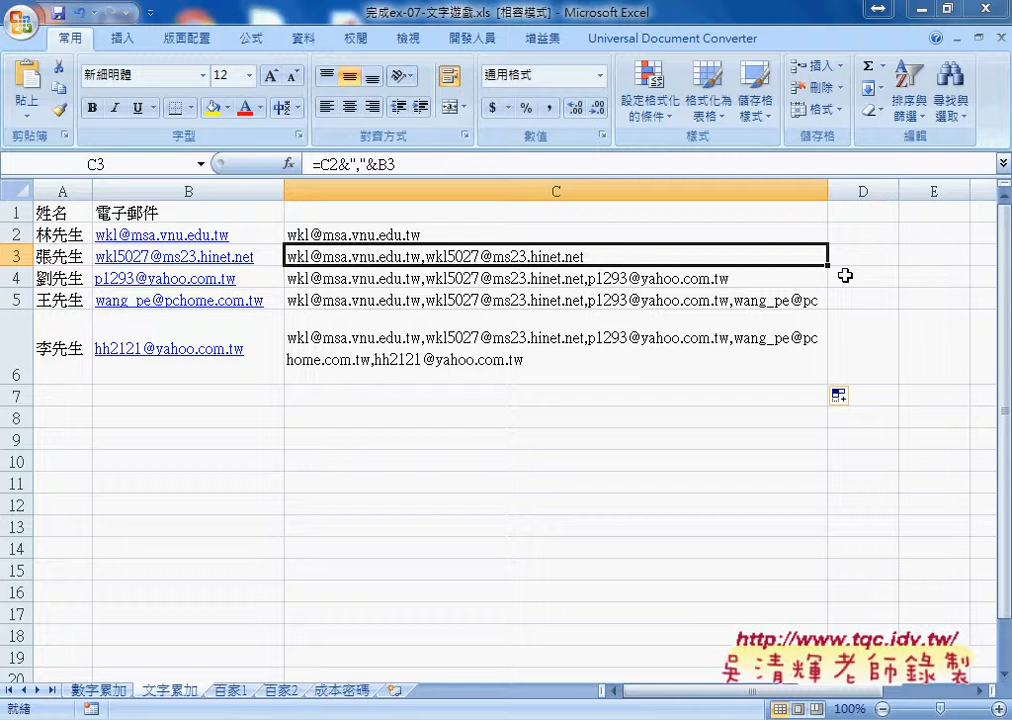 完成ex-07-文字遊戲.xls [相容模式] - Microsoft Excel
常用 插入 版面配置 公式 資料 校閱 檢視 開發人員 增益集 Universal Document Converter
新細明體 12 通用格式
貼上 B I U A 中ˇㄓ $ % , 設定格式化的條件 格式化為表格 儲存格樣式 插入 刪除 格式 Σ 排序與篩選 尋找與選取
剪貼簿 字型 對齊方式 數值 樣式 儲存格 編輯
C3 fx =C2&","&B3
A B C D E
1 姓名 電子郵件
2 林先生 wkl@msa.vnu.edu.tw wkl@msa.vnu.edu.tw
3 張先生 wkl5027@ms23.hinet.net wkl@msa.vnu.edu.tw,wkl5027@ms23.hinet.net
4 劉先生 p1293@yahoo.com.tw wkl@msa.vnu.edu.tw,wkl5027@ms23.hinet.net,p1293@yahoo.com.tw
5 王先生 wang_pe@pchome.com.tw wkl@msa.vnu.edu.tw,wkl5027@ms23.hinet.net,p1293@yahoo.com.tw,wang_pe@pc
6 李先生 hh2121@yahoo.com.tw wkl@msa.vnu.edu.tw,wkl5027@ms23.hinet.net,p1293@yahoo.com.tw,wang_pe@pc
home.com.tw,hh2121@yahoo.com.tw
7
8
9
10
11
12
13
14
15
16
17
18
19
20
http://www.tqc.idv.tw/
吳清輝老師錄製
數字累加 文字累加 百家1 百家2 成本密碼
就緒 100%